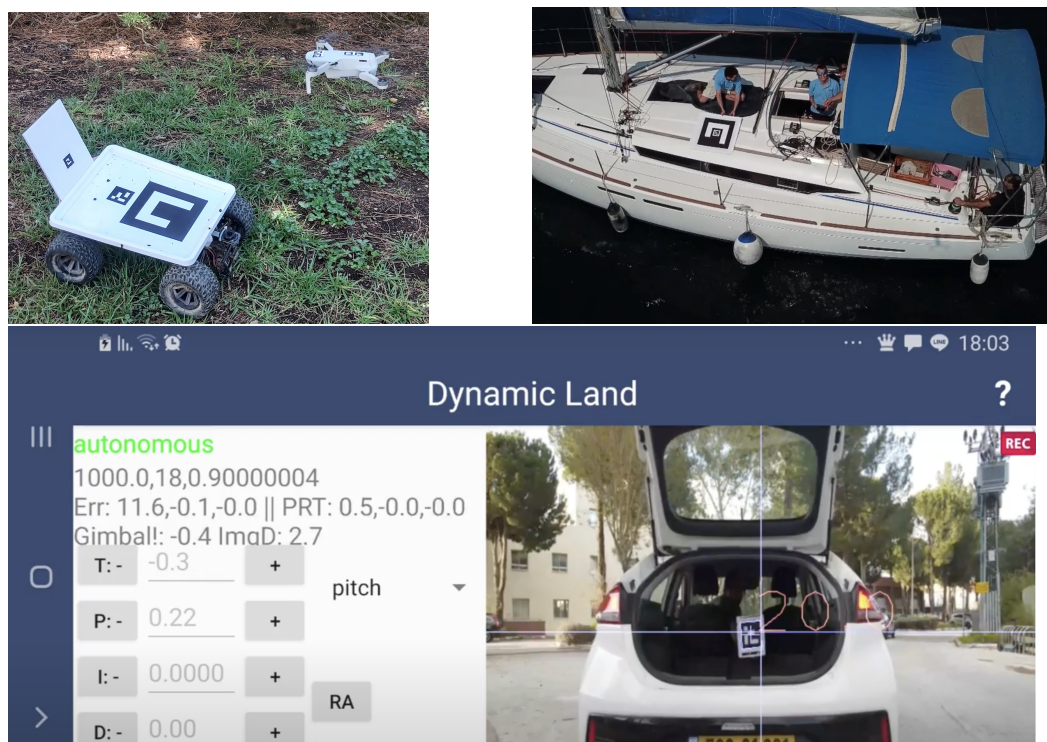 18:03
Dynamic Land
?
autonomous
REC
1000.0,18,0.90000004
Err: 11.6,-0.1,-0.0 || PRT: 0.5,-0.0,-0.0
Gimbal!: -0.4 ImgD: 2.7
T: - -0.3 +
pitch
P: - 0.22 +
200
I: - 0.0000 +
RA
D: - 0.00 +